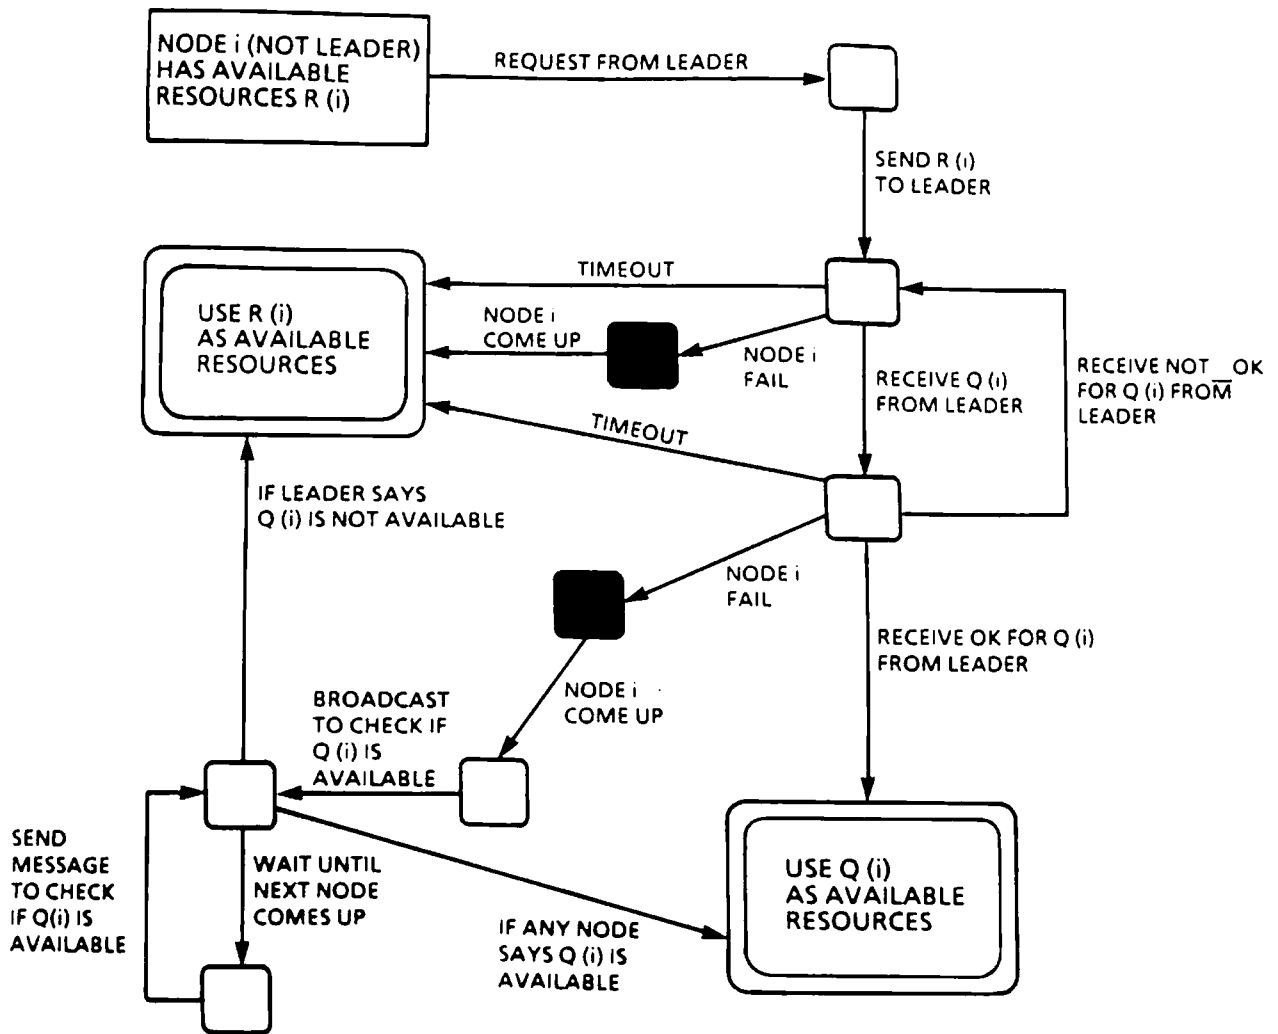 NODE i (NOT LEADER)
HAS AVAILABLE
RESOURCES R (i)
REQUEST FROM LEADER
SEND R (i)
TO LEADER
TIMEOUT
USE R (i)
AS AVAILABLE
RESOURCES
NODE i
COME UP
NODE i
FAIL
RECEIVE Q (i)
FROM LEADER
RECEIVE NOT_OK
FOR Q (i) FROM
LEADER
TIMEOUT
IF LEADER SAYS
Q (i) IS NOT AVAILABLE
NODE i
FAIL
RECEIVE OK FOR Q (i)
FROM LEADER
NODE i
COME UP
BROADCAST
TO CHECK IF
Q (i) IS
AVAILABLE
SEND
MESSAGE
TO CHECK
IF Q(i) IS
AVAILABLE
WAIT UNTIL
NEXT NODE
COMES UP
IF ANY NODE
SAYS Q (i) IS
AVAILABLE
USE Q (i)
AS AVAILABLE
RESOURCES